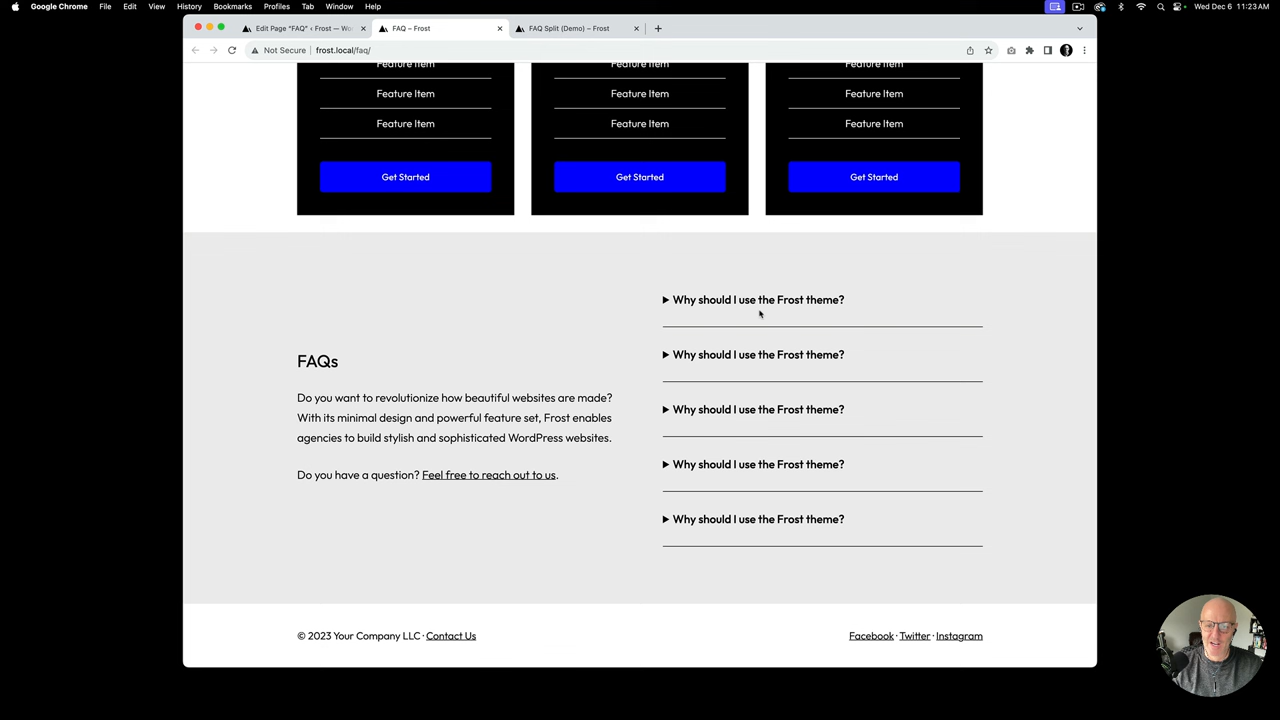 Google Chrome File Edit View History Bookmarks Profiles Tab Window Help Wed Dec 6 11:23 AM
Edit Page "FAQ" ‹ Frost — Wo
FAQ – Frost
FAQ Split (Demo) – Frost
Not Secure frost.local/faq/
Feature Item Feature Item Feature Item
Feature Item Feature Item Feature Item
Feature Item Feature Item Feature Item
Get Started Get Started Get Started
FAQs
Do you want to revolutionize how beautiful websites are made?
With its minimal design and powerful feature set, Frost enables
agencies to build stylish and sophisticated WordPress websites.
Do you have a question? Feel free to reach out to us.
Why should I use the Frost theme?
Why should I use the Frost theme?
Why should I use the Frost theme?
Why should I use the Frost theme?
Why should I use the Frost theme?
© 2023 Your Company LLC · Contact Us
Facebook · Twitter · Instagram